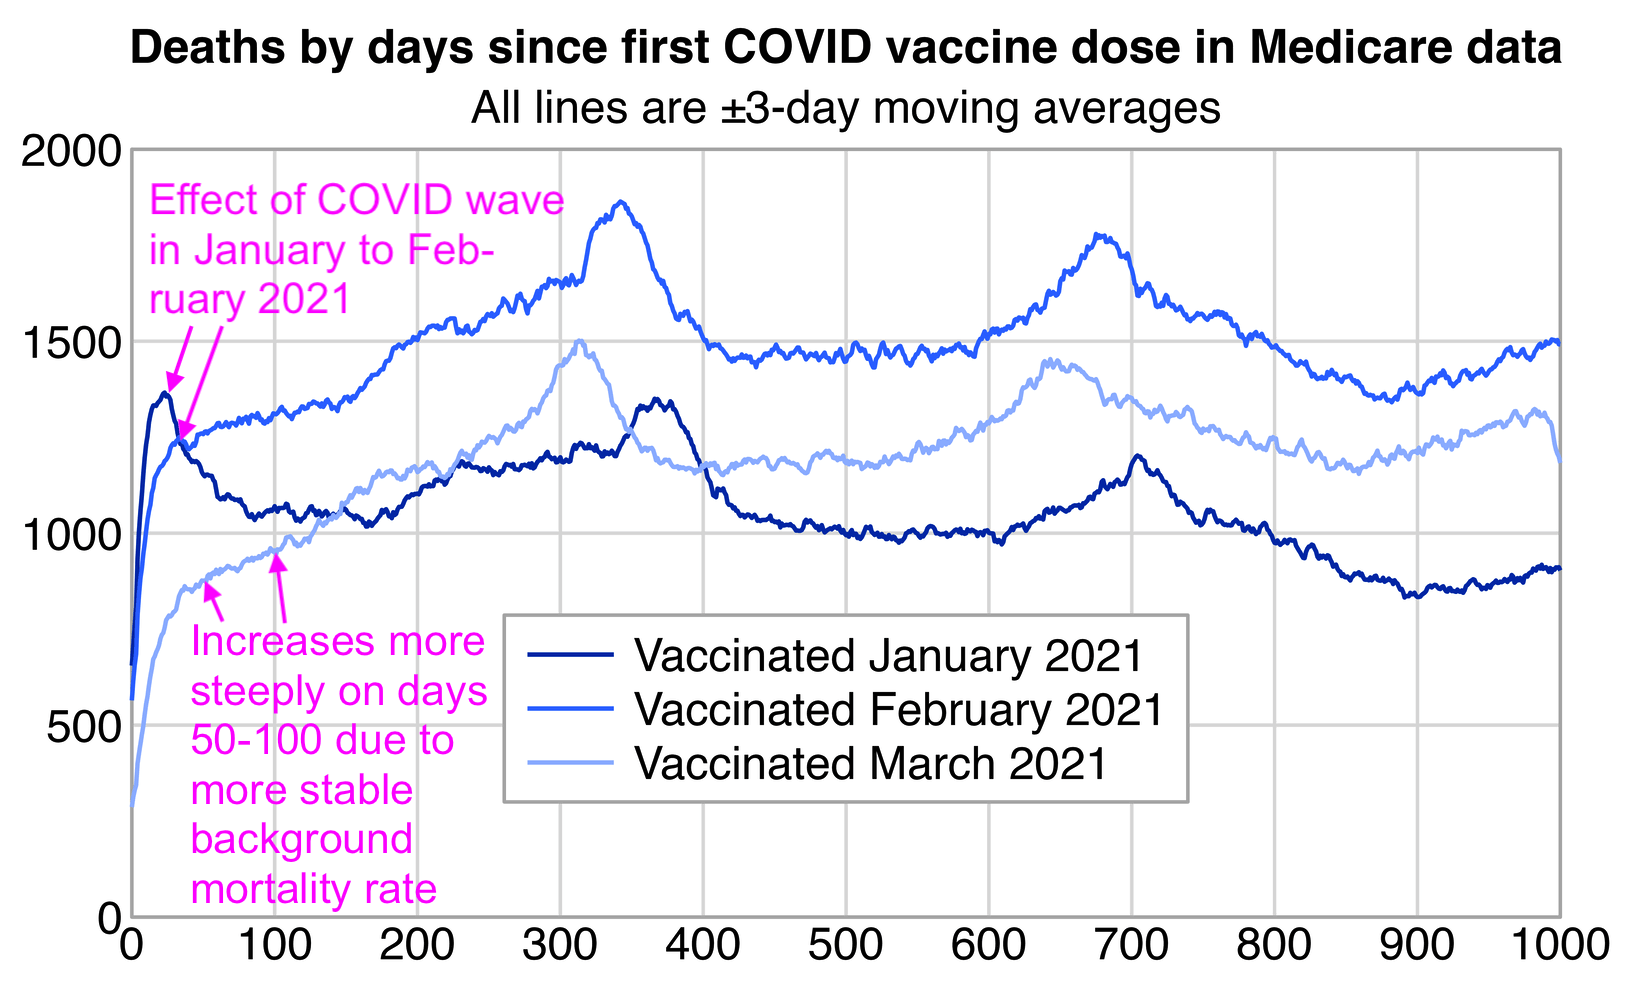 Deaths by days since first COVID vaccine dose in Medicare data
All lines are ±3-day moving averages
2000
1500
1000
500
0
Effect of COVID wave
in January to Feb-
ruary 2021
Increases more
steeply on days
50-100 due to
more stable
background
mortality rate
Vaccinated January 2021
Vaccinated February 2021
Vaccinated March 2021
0 100 200 300 400 500 600 700 800 900 1000